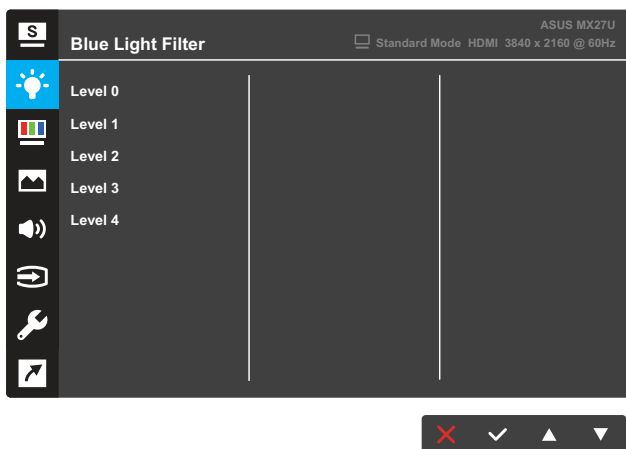 S
ASUS MX27U
Blue Light Filter
Standard Mode HDMI 3840 x 2160 @ 60Hz
Level 0
Level 1
Level 2
Level 3
Level 4